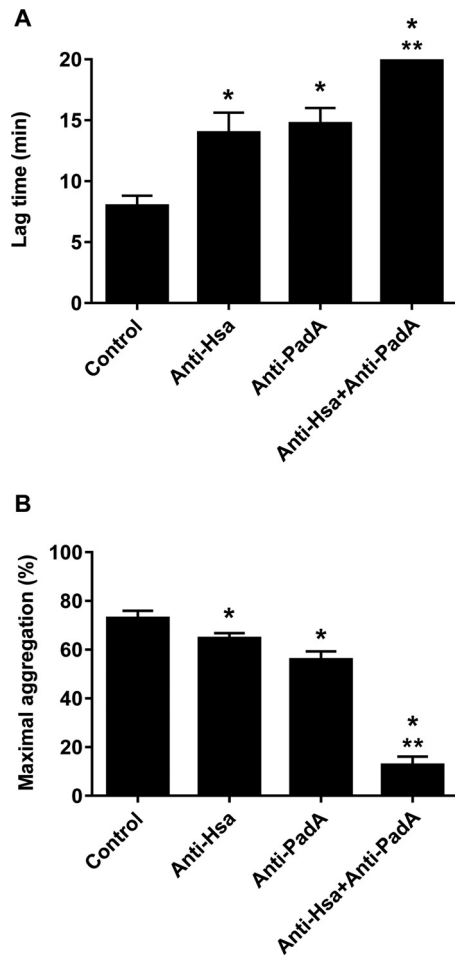 A
Lag time (min)
20
15
10
5
0
*
*
*
**
Control
Anti-Hsa
Anti-PadA
Anti-Hsa+Anti-PadA
B
Maximal aggregation (%)
100
80
60
40
20
0
*
*
*
**
Control
Anti-Hsa
Anti-PadA
Anti-Hsa+Anti-PadA